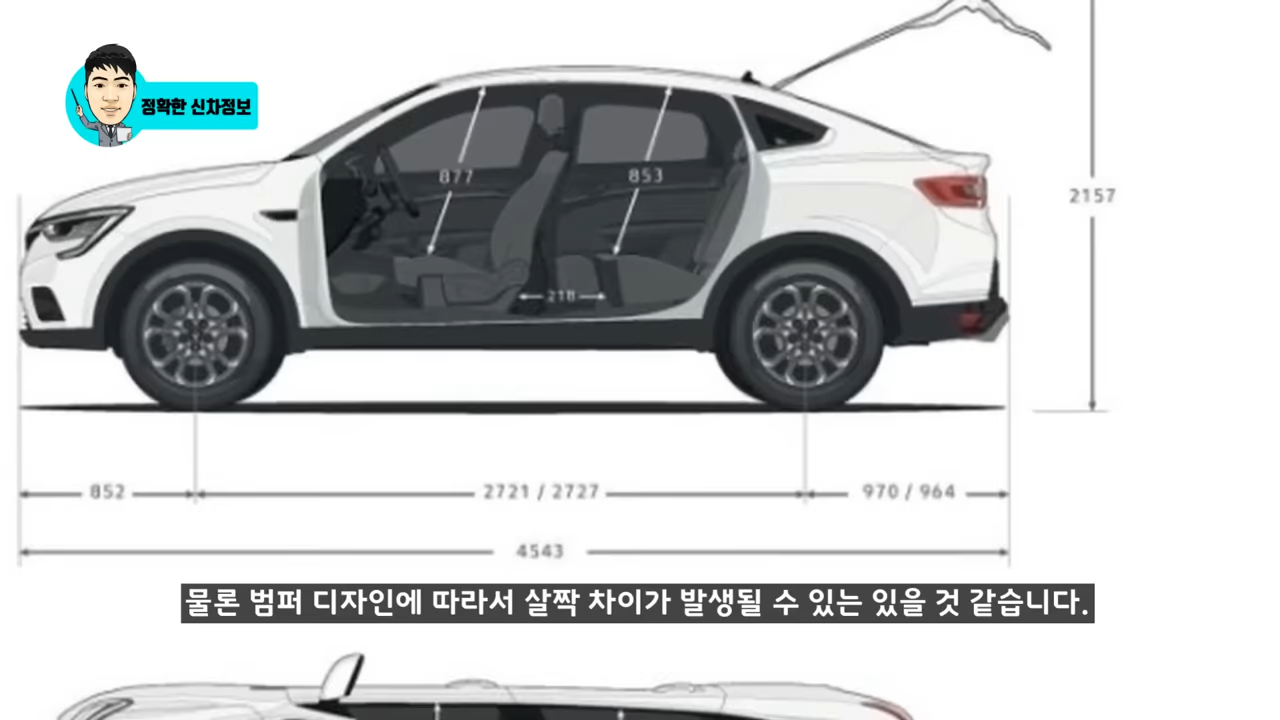 정확한 신차정보
2157
877
853
218
852
2721 / 2727
970 / 964
4543
물론 범퍼 디자인에 따라서 살짝 차이가 발생될 수 있는 있을 것 같습니다.